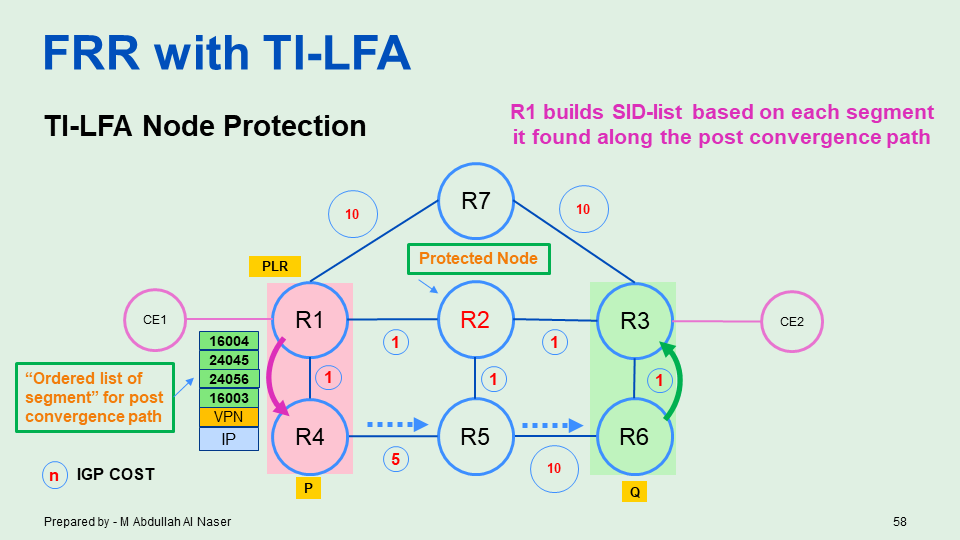 FRR with TI-LFA
TI-LFA Node Protection
R1 builds SID-list based on each segment
it found along the post convergence path
R7
10
10
Protected Node
PLR
CE1
R1
R2
R3
CE2
1
1
16004
24045
24056
16003
VPN
IP
“Ordered list of
segment” for post
convergence path
1
1
1
R4
R5
R6
5
10
P
Q
n
IGP COST
Prepared by - M Abdullah Al Naser
58